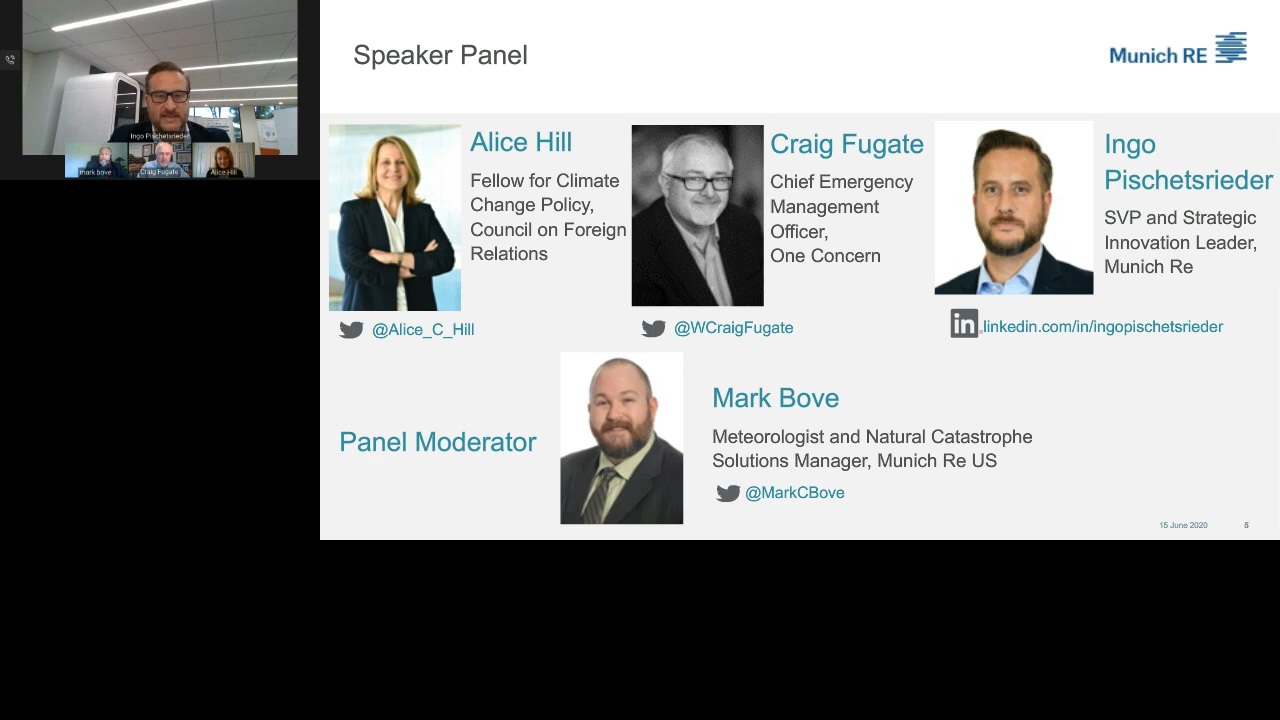 Ingo Pischetsrieder
mark bove
Craig Fugate
Alice Hill
Speaker Panel
Munich RE
Alice Hill
Fellow for Climate
Change Policy,
Council on Foreign
Relations
@Alice_C_Hill
Craig Fugate
Chief Emergency
Management
Officer,
One Concern
@WCraigFugate
Ingo
Pischetsrieder
SVP and Strategic
Innovation Leader,
Munich Re
in
linkedin.com/in/ingopischetsrieder
Panel Moderator
Mark Bove
Meteorologist and Natural Catastrophe
Solutions Manager, Munich Re US
@MarkCBove
15 June 2020
5